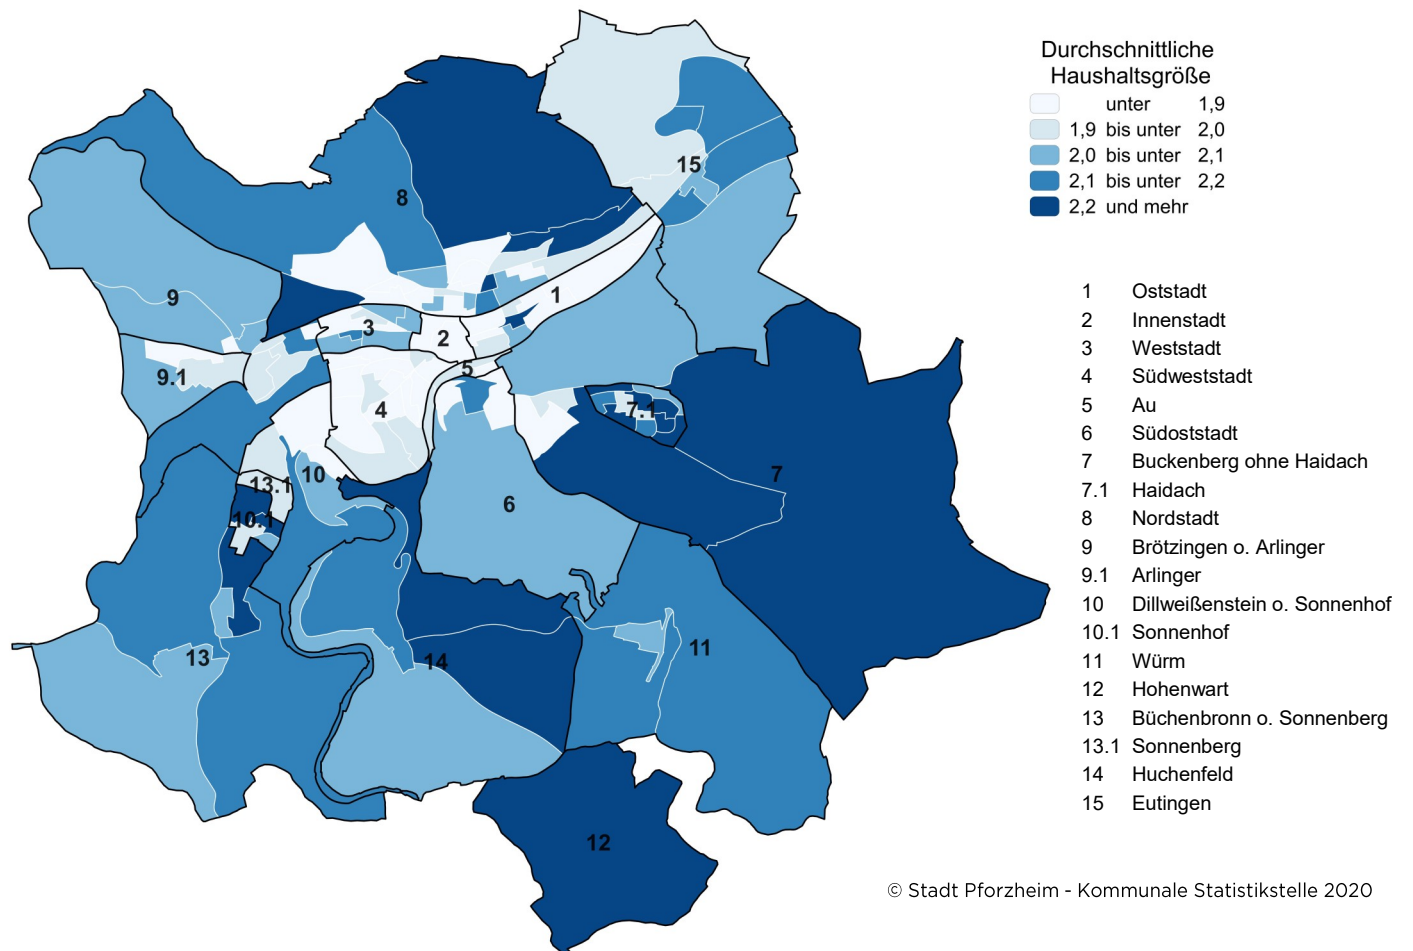 Durchschnittliche
Haushaltsgröße
unter 1,9
1,9 bis unter 2,0
2,0 bis unter 2,1
2,1 bis unter 2,2
2,2 und mehr
15
8
9
1
3
2
5
9.1
4
7.1
10
7
13.1
6
10.1
11
13
14
12
1 Oststadt
2 Innenstadt
3 Weststadt
4 Südweststadt
5 Au
6 Südoststadt
7 Buckenberg ohne Haidach
7.1 Haidach
8 Nordstadt
9 Brötzingen o. Arlinger
9.1 Arlinger
10 Dillweißenstein o. Sonnenhof
10.1 Sonnenhof
11 Würm
12 Hohenwart
13 Büchenbronn o. Sonnenberg
13.1 Sonnenberg
14 Huchenfeld
15 Eutingen
© Stadt Pforzheim - Kommunale Statistikstelle 2020